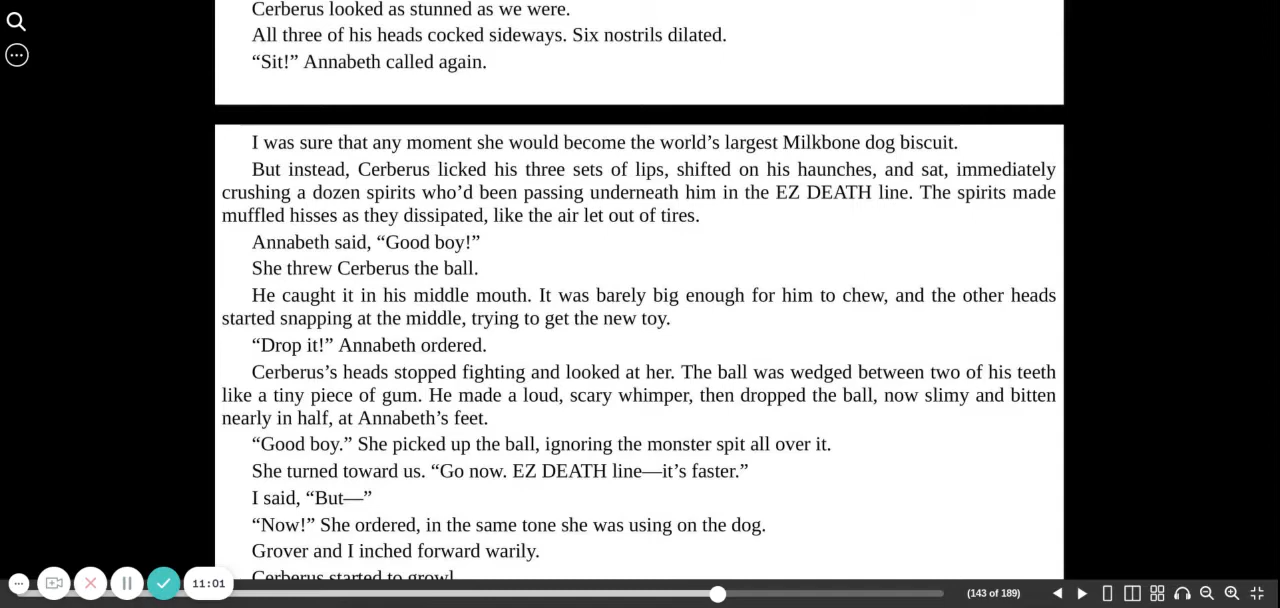 Cerberus looked as stunned as we were.
All three of his heads cocked sideways. Six nostrils dilated.
“Sit!” Annabeth called again.
I was sure that any moment she would become the world’s largest Milkbone dog biscuit.
But instead, Cerberus licked his three sets of lips, shifted on his haunches, and sat, immediately
crushing a dozen spirits who’d been passing underneath him in the EZ DEATH line. The spirits made
muffled hisses as they dissipated, like the air let out of tires.
Annabeth said, “Good boy!”
She threw Cerberus the ball.
He caught it in his middle mouth. It was barely big enough for him to chew, and the other heads
started snapping at the middle, trying to get the new toy.
“Drop it!” Annabeth ordered.
Cerberus’s heads stopped fighting and looked at her. The ball was wedged between two of his teeth
like a tiny piece of gum. He made a loud, scary whimper, then dropped the ball, now slimy and bitten
nearly in half, at Annabeth’s feet.
“Good boy.” She picked up the ball, ignoring the monster spit all over it.
She turned toward us. “Go now. EZ DEATH line—it’s faster.”
I said, “But—”
“Now!” She ordered, in the same tone she was using on the dog.
Grover and I inched forward warily.
Cerberus started to growl
11:01
(143 of 189)